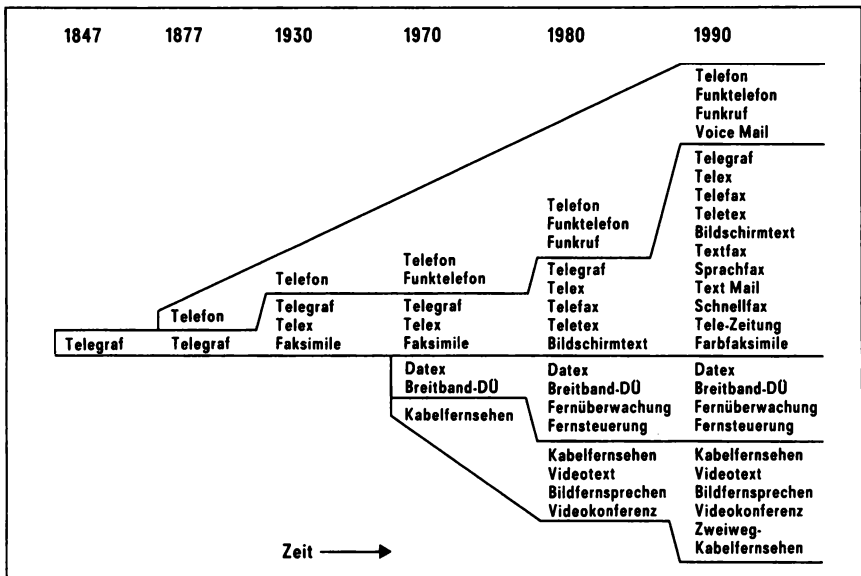 1847
1877
1930
1970
1980
1990
Telegraf
Telefon
Telegraf
Telefon
Telegraf
Telex
Faksimile
Telefon
Funktelefon
Telegraf
Telex
Faksimile
Datex
Breitband-DÜ
Kabelfernsehen
Telefon
Funktelefon
Funkruf
Telegraf
Telex
Telefax
Teletex
Bildschirmtext
Datex
Breitband-DÜ
Fernüberwachung
Fernsteuerung
Kabelfernsehen
Videotext
Bildfernsprechen
Videokonferenz
Telefon
Funktelefon
Funkruf
Voice Mail
Telegraf
Telex
Telefax
Teletex
Bildschirmtext
Textfax
Sprachfax
Text Mail
Schnellfax
Tele-Zeitung
Farbfaksimile
Datex
Breitband-DÜ
Fernüberwachung
Fernsteuerung
Kabelfernsehen
Videotext
Bildfernsprechen
Videokonferenz
Zweiweg-
Kabelfernsehen
Zeit